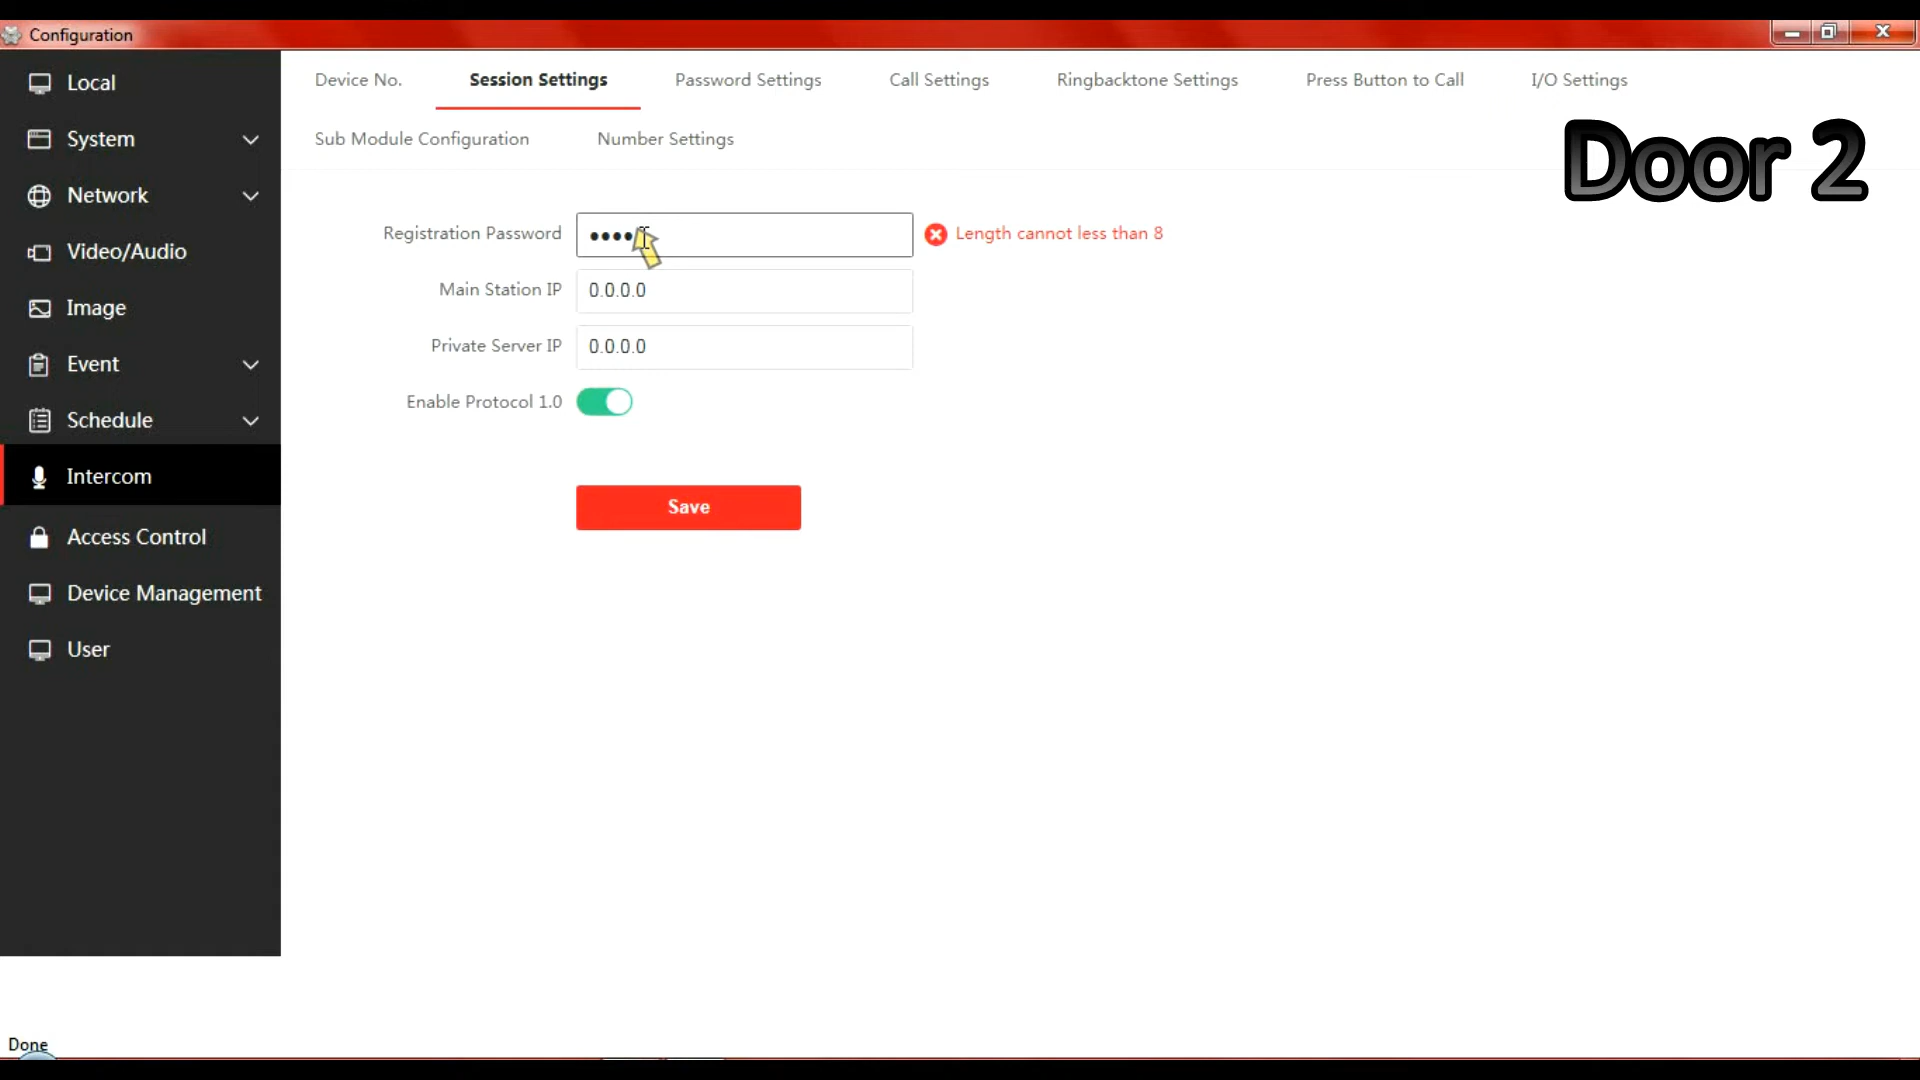 Configuration
Local
System
Network
Video/Audio
Image
Event
Schedule
Intercom
Access Control
Device Management
User
Device No. Session Settings Password Settings Call Settings Ringbacktone Settings Press Button to Call I/O Settings
Sub Module Configuration Number Settings
Door 2
Registration Password Length cannot less than 8
Main Station IP 0.0.0.0
Private Server IP 0.0.0.0
Enable Protocol 1.0
Save
Done